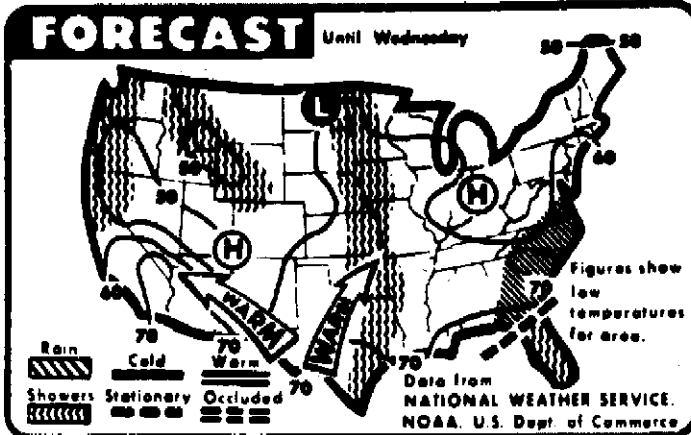 FORECAST Until Wednesday
50 50
L
50
60
50
H
H
Figures show
low
temperatures
for area.
70
60
WARM
WARM
70
70
70
70
Rain Cold Warm
Showers Stationary Occluded
Data from
NATIONAL WEATHER SERVICE,
NOAA, U.S. Dept. of Commerce